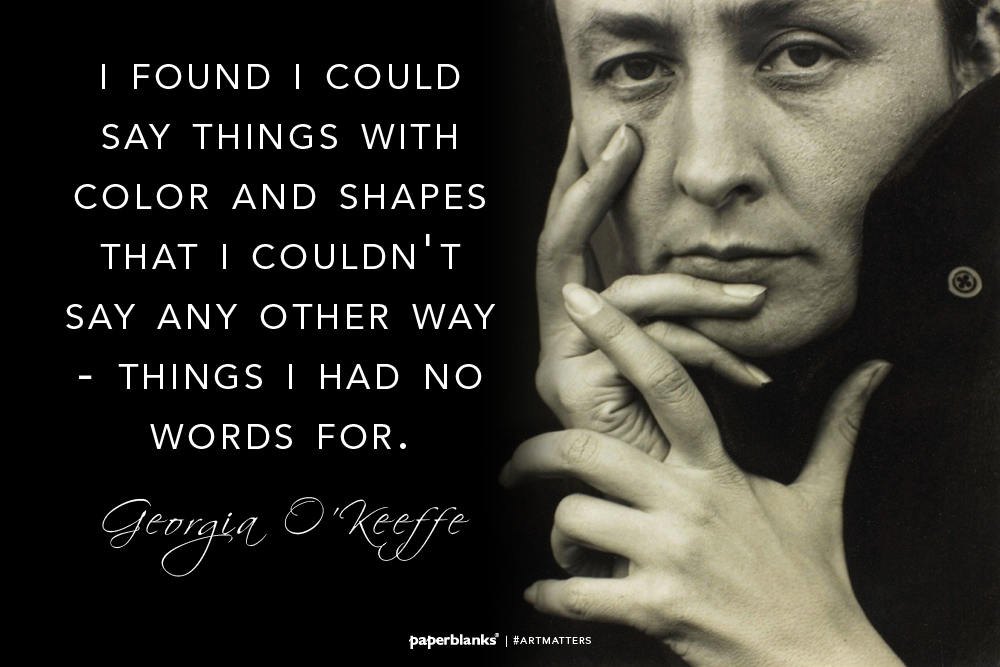 I FOUND I COULD
SAY THINGS WITH
COLOR AND SHAPES
THAT I COULDN'T
SAY ANY OTHER WAY
- THINGS I HAD NO
WORDS FOR.
Georgia O'Keeffe
paperblanks® | #ARTMATTERS